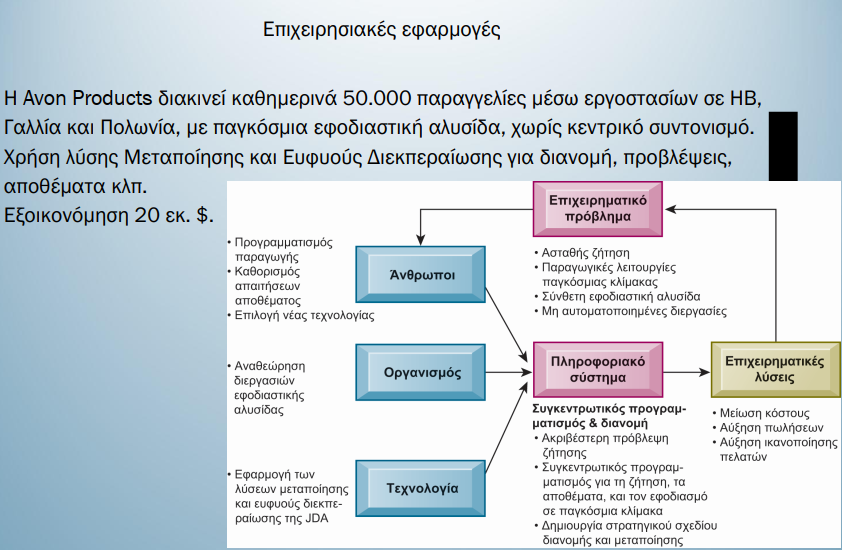 Επιχειρησιακές εφαρμογές
Η Avon Products διακινεί καθημερινά 50.000 παραγγελίες μέσω εργοστασίων σε ΗΒ,
Γαλλία και Πολωνία, με παγκόσμια εφοδιαστική αλυσίδα, χωρίς κεντρικό συντονισμό.
Χρήση λύσης Μεταποίησης και Ευφυούς Διεκπεραίωσης για διανομή, προβλέψεις,
αποθέματα κλπ.
Εξοικονόμηση 20 εκ. $.
Επιχειρηματικό
πρόβλημα
• Ασταθής ζήτηση
• Παραγωγικές λειτουργίες
παγκόσμιας κλίμακας
• Σύνθετη εφοδιαστική αλυσίδα
• Μη αυτοματοποιημένες διεργασίες
• Προγραμματισμός
παραγωγής
• Καθορισμός
απαιτήσεων
αποθέματος
• Επιλογή νέας τεχνολογίας
Άνθρωποι
• Αναθεώρηση
διεργασιών
εφοδιαστικής
αλυσίδας
Οργανισμός
• Εφαρμογή των
λύσεων μεταποίησης
και ευφυούς διεκπε-
ραίωσης της JDA
Τεχνολογία
Πληροφοριακό
σύστημα
Συγκεντρωτικός προγραμ-
ματισμός & διανομή
• Ακριβέστερη πρόβλεψη
ζήτησης
• Συγκεντρωτικός προγραμ-
ματισμός για τη ζήτηση, τα
αποθέματα, και τον εφοδιασμό
σε παγκόσμια κλίμακα
• Δημιουργία στρατηγικού σχεδίου
διανομής και μεταποίησης
Επιχειρηματικές
λύσεις
• Μείωση κόστους
• Αύξηση πωλήσεων
• Αύξηση ικανοποίησης
πελατών